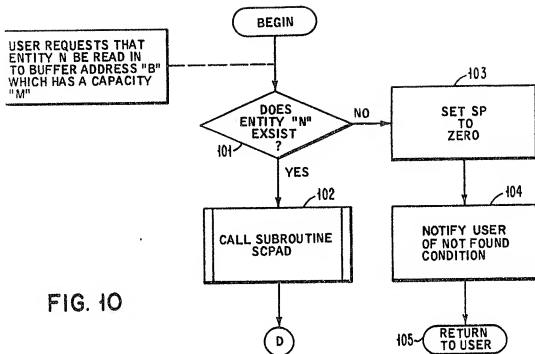 BEGIN
USER REQUESTS THAT
ENTITY N BE READ IN
TO BUFFER ADDRESS "B"
WHICH HAS A CAPACITY
"M"
DOES
ENTITY "N"
EXSIST
?
101
NO
YES
103
SET SP
TO
ZERO
102
CALL SUBROUTINE
SCPAD
104
NOTIFY USER
OF NOT FOUND
CONDITION
FIG. 10
D
105
RETURN
TO USER